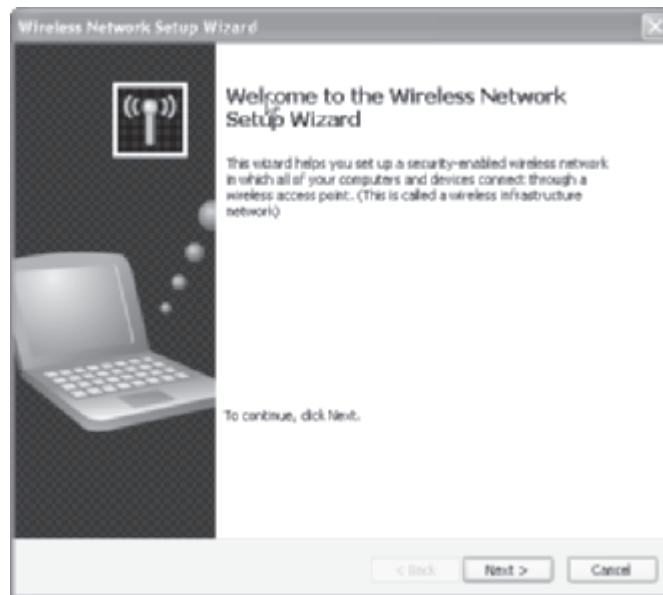 Wireless Network Setup Wizard
Welcome to the Wireless Network
Setup Wizard
This wizard helps you set up a security-enabled wireless network
in which all of your computers and devices connect through a
wireless access point. (This is called a wireless infrastructure
network)
To continue, click Next.
< Back Next > Cancel